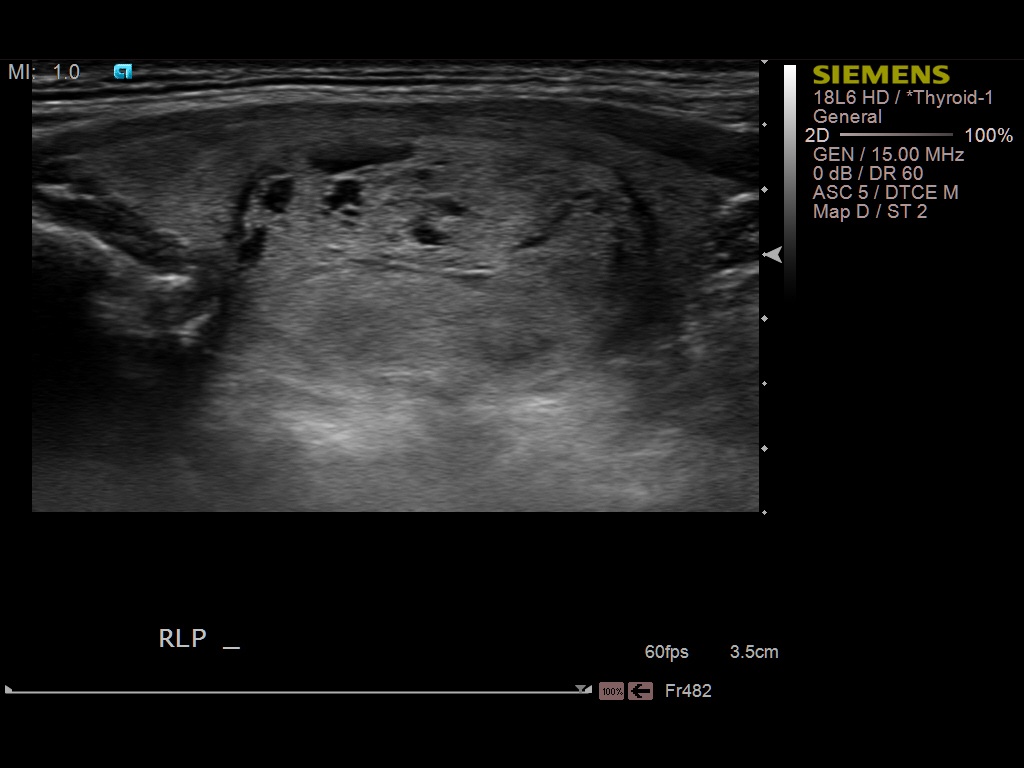 MI: 1.0
SIEMENS
18L6 HD / *Thyroid-1
General
2D 100%
GEN / 15.00 MHz
0 dB / DR 60
ASC 5 / DTCE M
Map D / ST 2
RLP _
60fps 3.5cm
100% Fr482